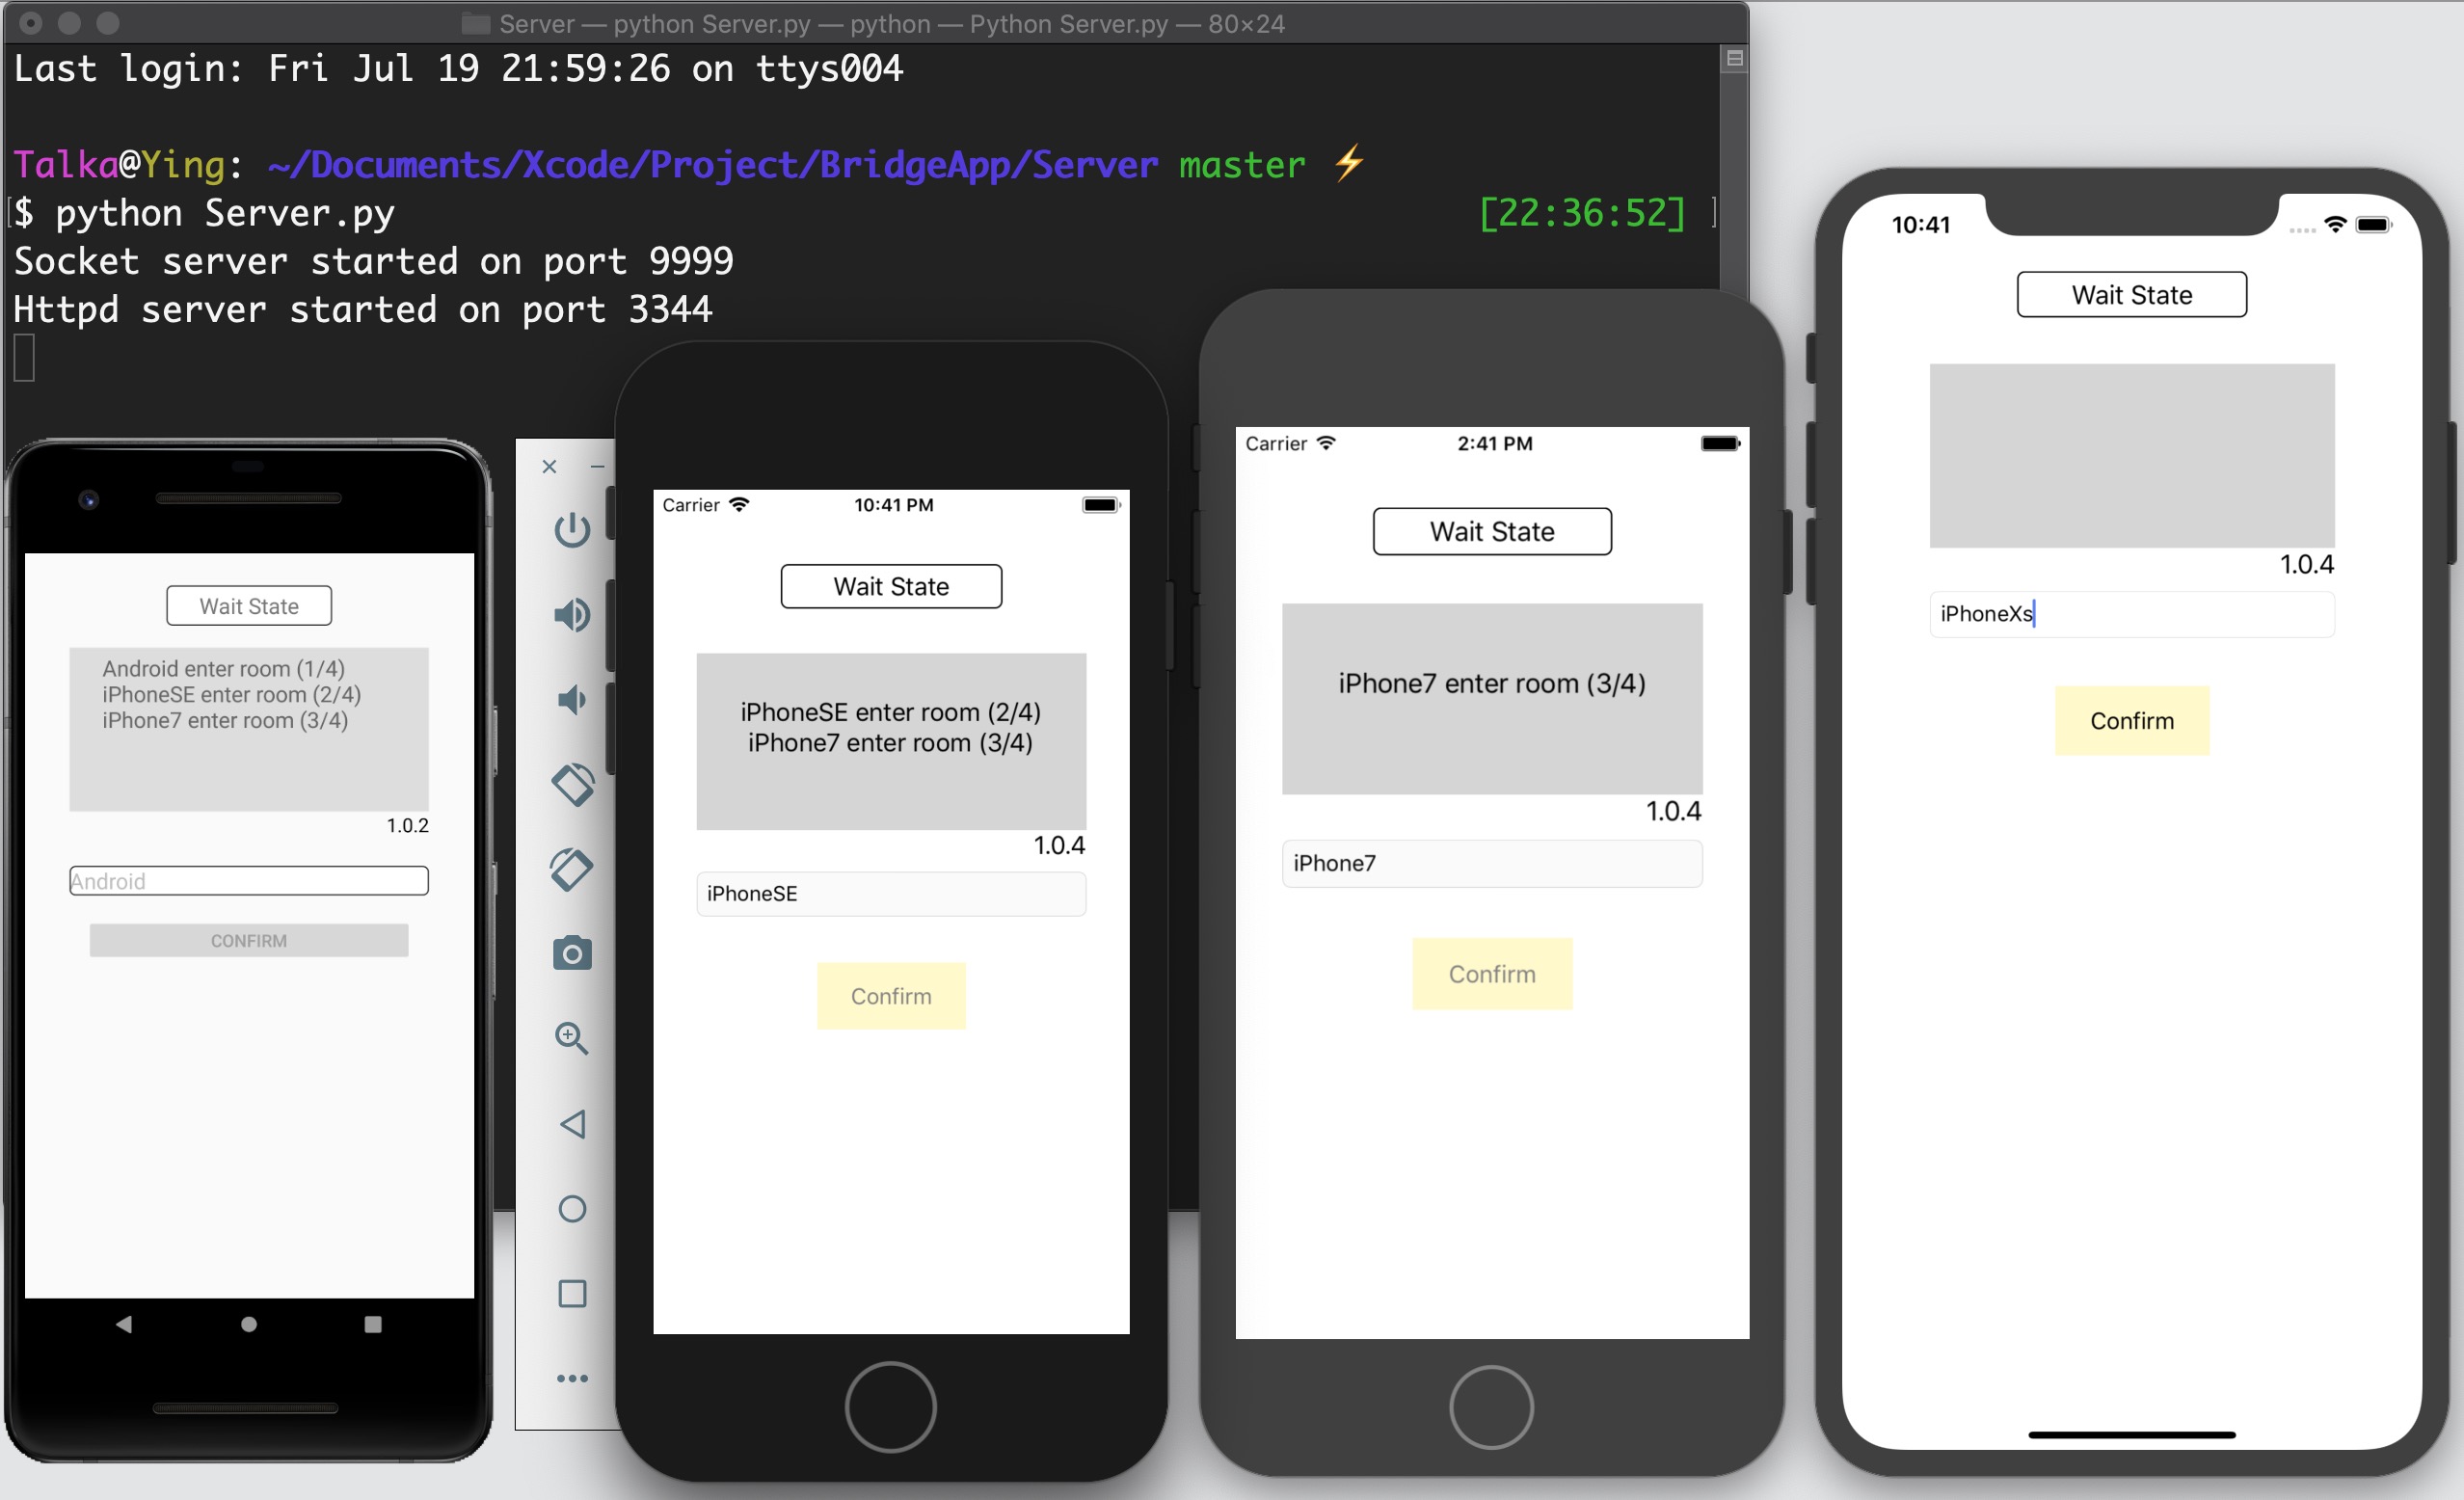 Server — python Server.py — python — Python Server.py — 80×24
Last login: Fri Jul 19 21:59:26 on ttys004
Talka@Ying: ~/Documents/Xcode/Project/BridgeApp/Server master ⚡
[$ python Server.py [22:36:52] ]
Socket server started on port 9999
Httpd server started on port 3344
Wait State
Android enter room (1/4)
iPhoneSE enter room (2/4)
iPhone7 enter room (3/4)
1.0.2
Android
CONFIRM
Carrier 10:41 PM
Wait State
iPhoneSE enter room (2/4)
iPhone7 enter room (3/4)
1.0.4
iPhoneSE
Confirm
Carrier 2:41 PM
Wait State
iPhone7 enter room (3/4)
1.0.4
iPhone7
Confirm
10:41
Wait State
1.0.4
iPhoneXs
Confirm